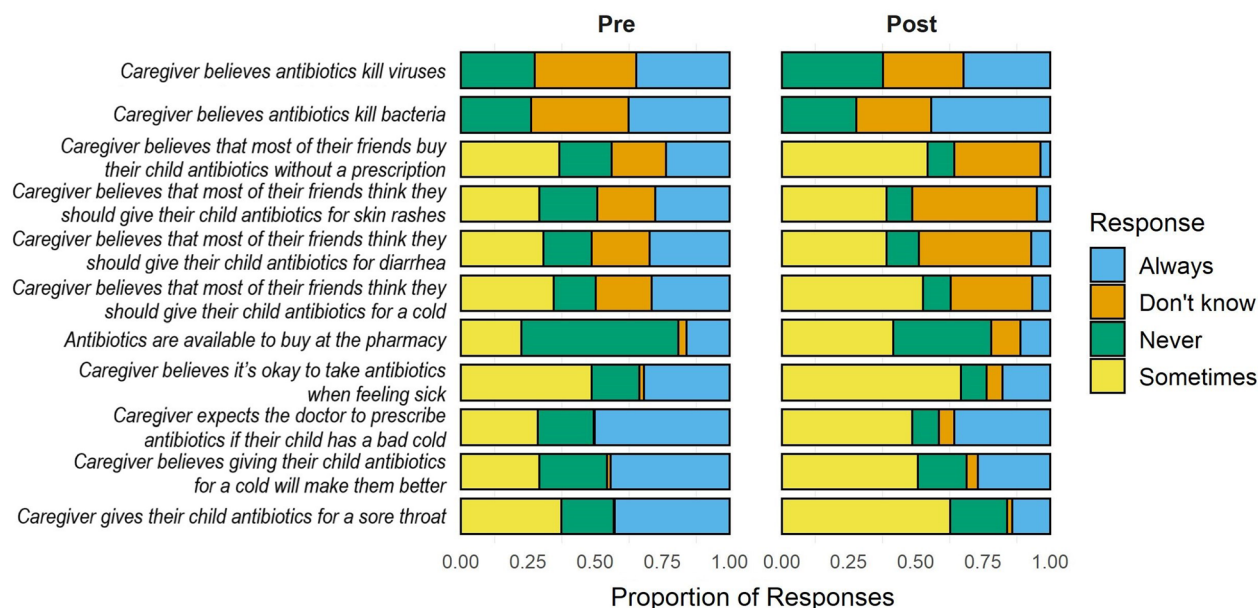 Pre Post
Caregiver believes antibiotics kill viruses
Caregiver believes antibiotics kill bacteria
Caregiver believes that most of their friends buy
their child antibiotics without a prescription
Caregiver believes that most of their friends think they
should give their child antibiotics for skin rashes
Caregiver believes that most of their friends think they
should give their child antibiotics for diarrhea
Caregiver believes that most of their friends think they
should give their child antibiotics for a cold
Antibiotics are available to buy at the pharmacy
Caregiver believes it's okay to take antibiotics
when feeling sick
Caregiver expects the doctor to prescribe
antibiotics if their child has a bad cold
Caregiver believes giving their child antibiotics
for a cold will make them better
Caregiver gives their child antibiotics for a sore throat
0.00 0.25 0.50 0.75 1.00 0.00 0.25 0.50 0.75 1.00
Proportion of Responses
Response
Always
Don't know
Never
Sometimes